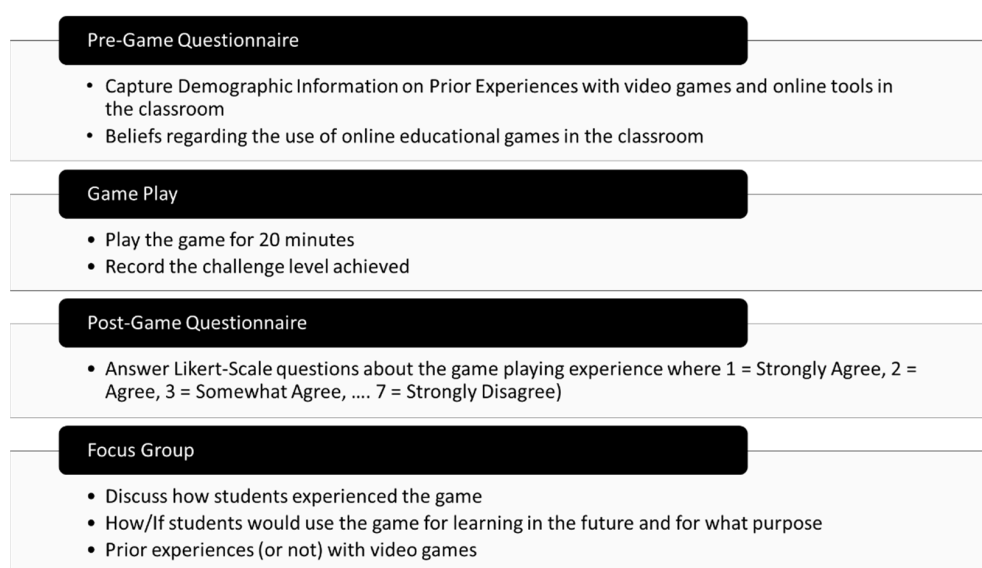 Pre-Game Questionnaire
• Capture Demographic Information on Prior Experiences with video games and online tools in
the classroom
• Beliefs regarding the use of online educational games in the classroom
Game Play
• Play the game for 20 minutes
• Record the challenge level achieved
Post-Game Questionnaire
• Answer Likert-Scale questions about the game playing experience where 1 = Strongly Agree, 2 =
Agree, 3 = Somewhat Agree, .... 7 = Strongly Disagree)
Focus Group
• Discuss how students experienced the game
• How/If students would use the game for learning in the future and for what purpose
• Prior experiences (or not) with video games